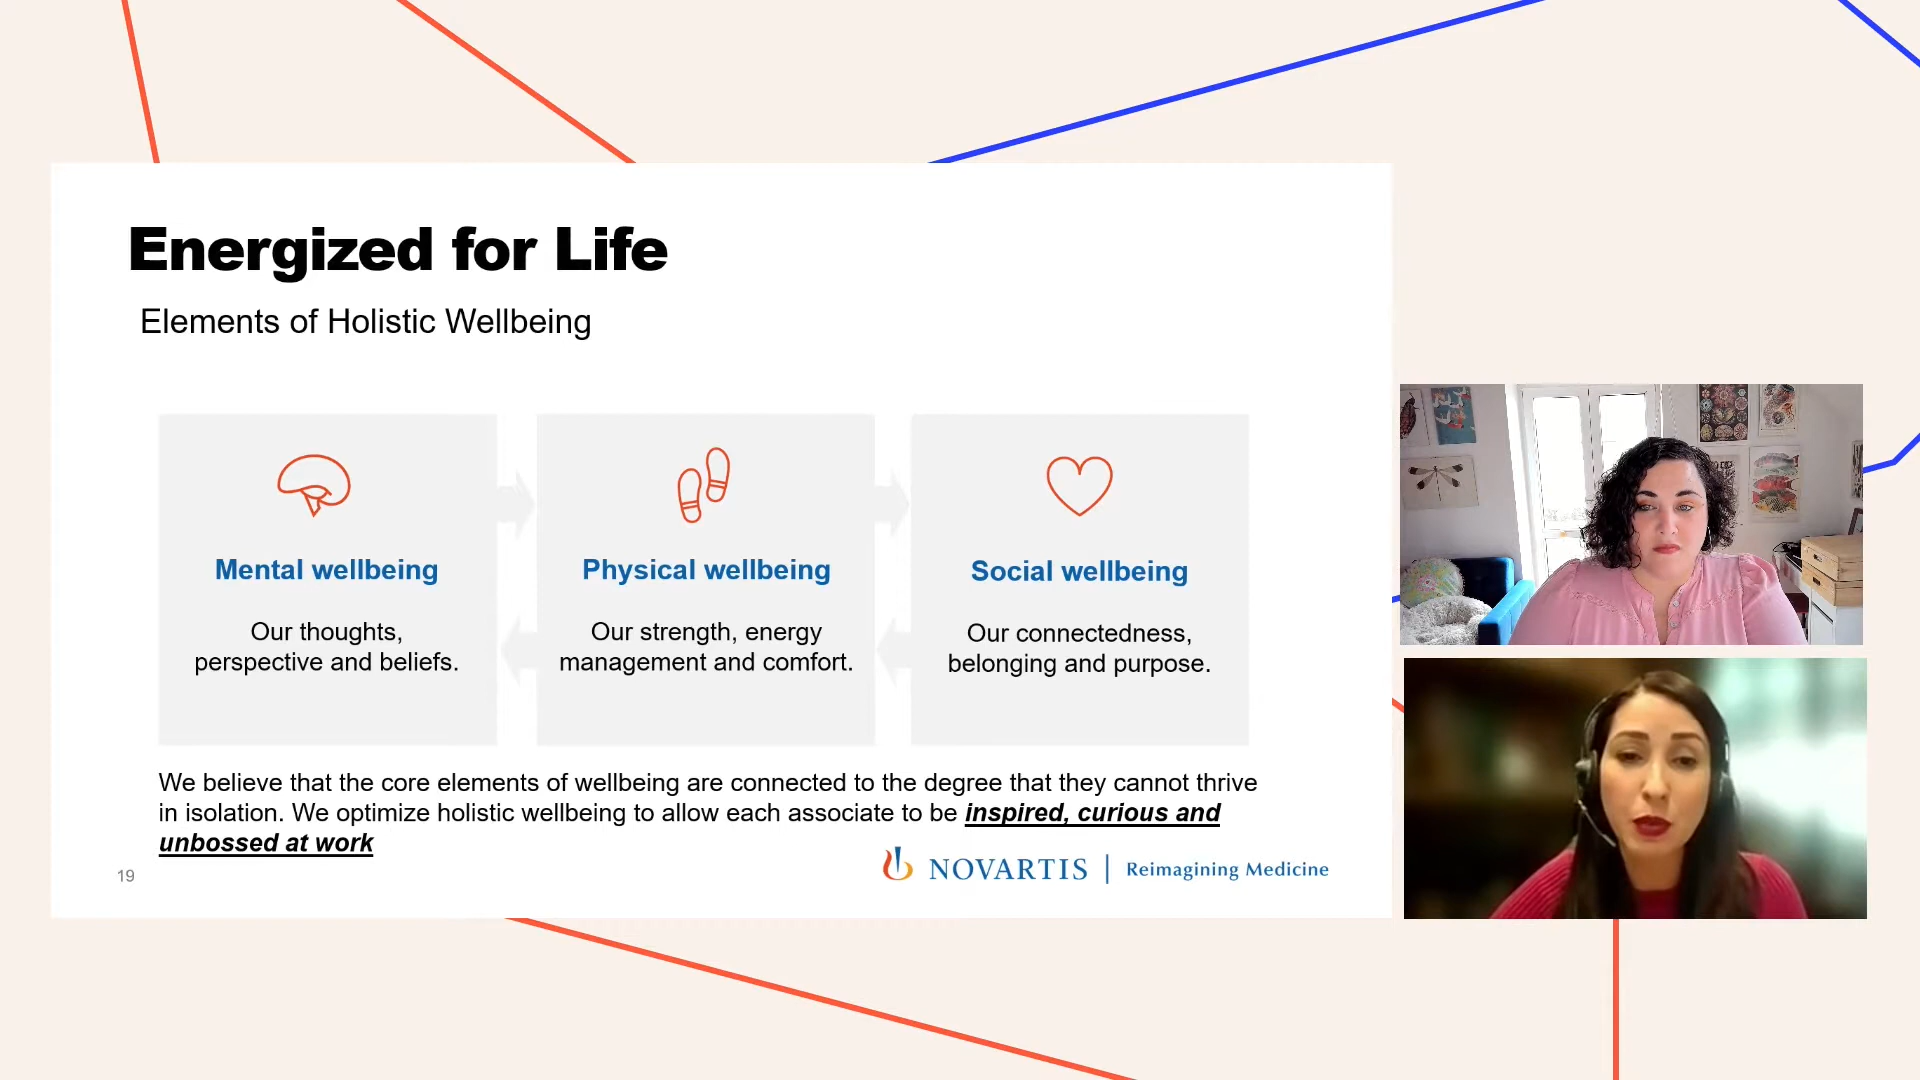 Energized for Life
Elements of Holistic Wellbeing
Mental wellbeing
Our thoughts,
perspective and beliefs.
Physical wellbeing
Our strength, energy
management and comfort.
Social wellbeing
Our connectedness,
belonging and purpose.
We believe that the core elements of wellbeing are connected to the degree that they cannot thrive
in isolation. We optimize holistic wellbeing to allow each associate to be inspired, curious and
unbossed at work
19
NOVARTIS | Reimagining Medicine